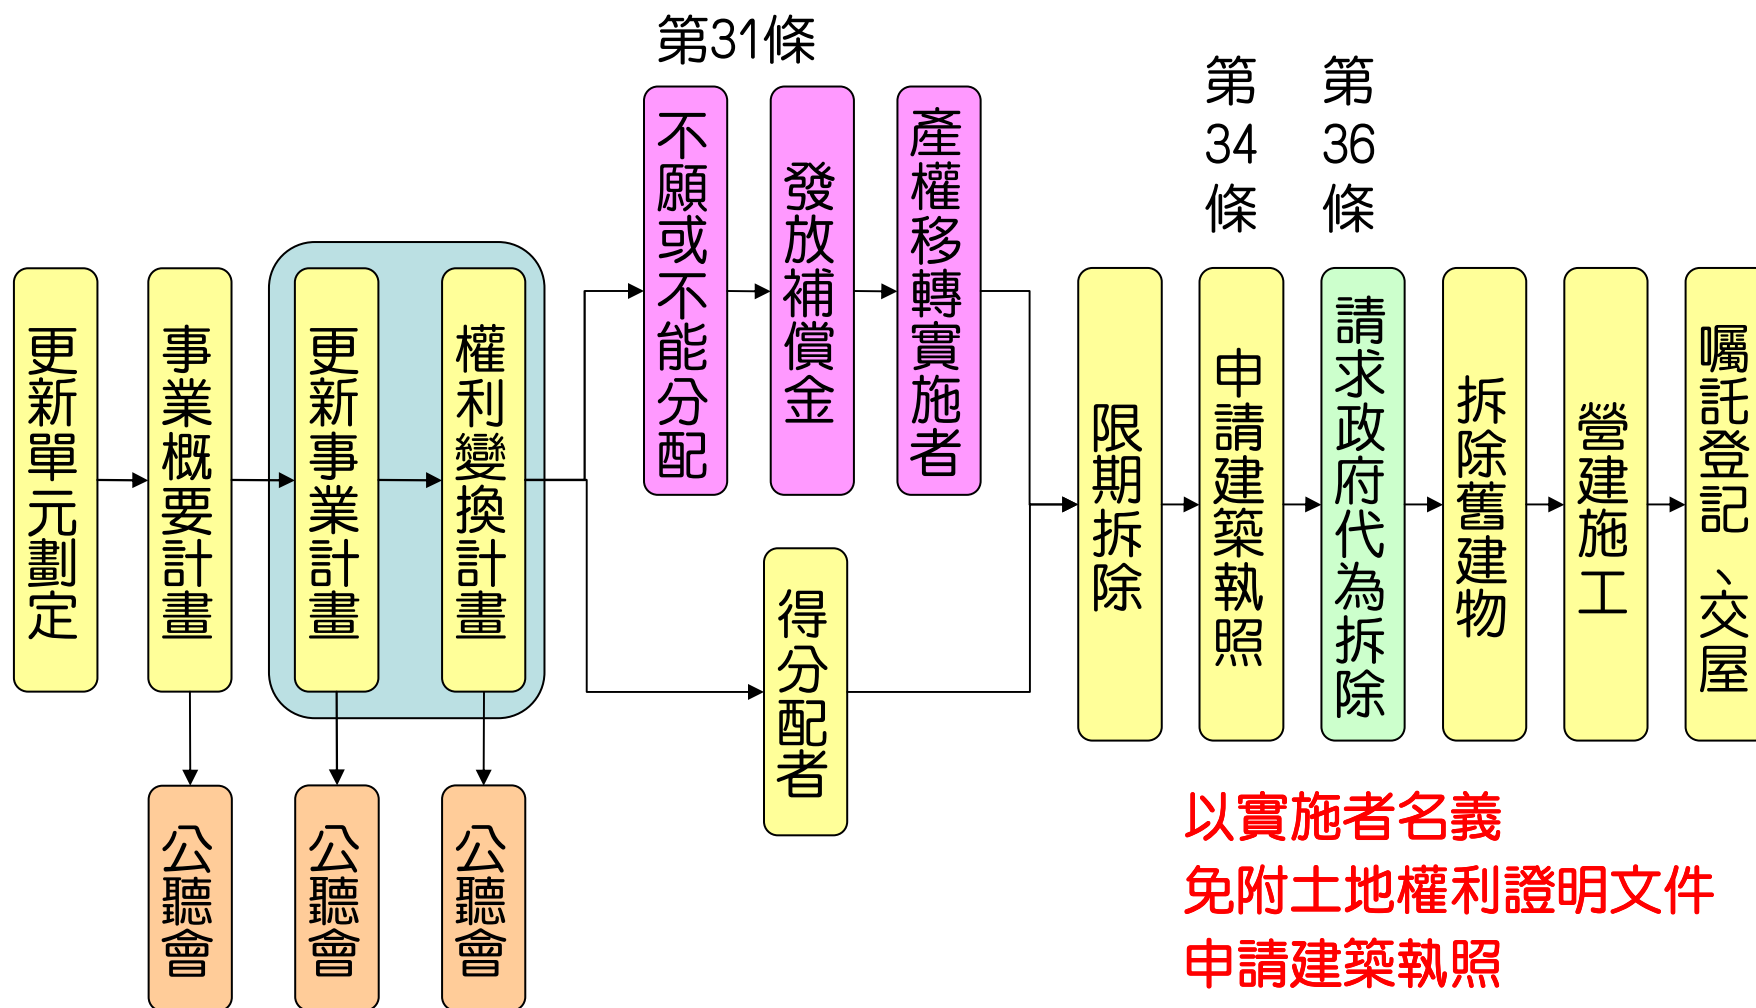 第31條
第34條
第36條
更新單元劃定
事業概要計畫
更新事業計畫
權利變換計畫
不願或不能分配
發放補償金
產權移轉實施者
得分配者
限期拆除
申請建築執照
請求政府代為拆除
拆除舊建物
營建施工
囑託登記、交屋
公聽會
公聽會
公聽會
以實施者名義
免附土地權利證明文件
申請建築執照